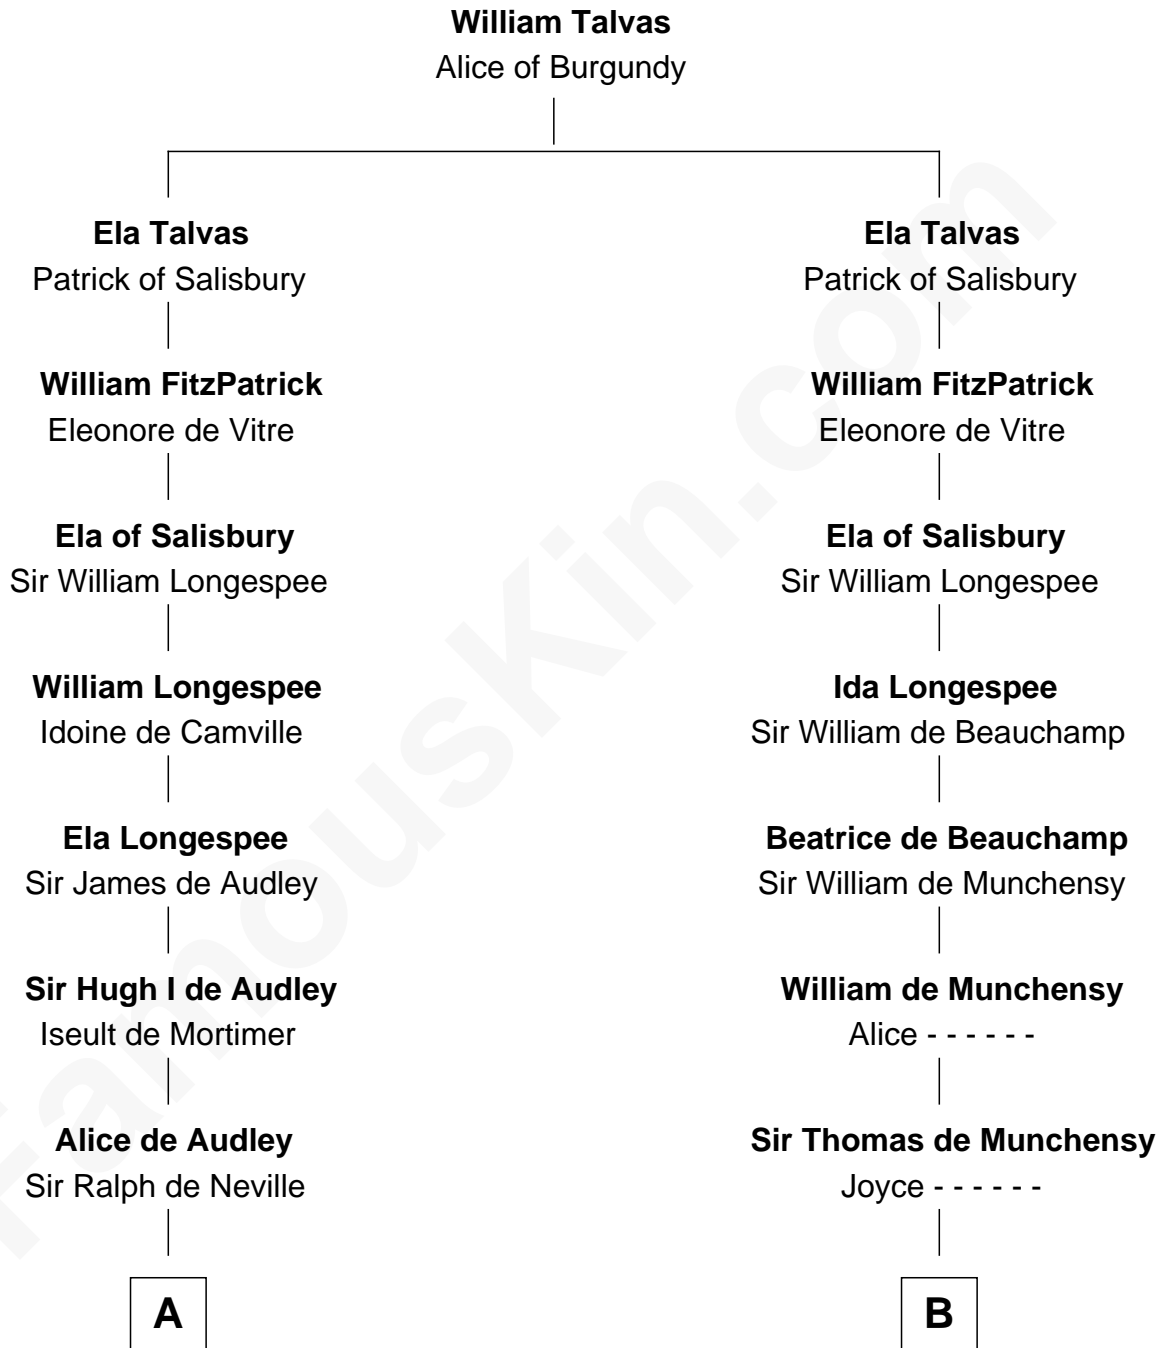 William Talvas
Alice of Burgundy
Ela Talvas
Patrick of Salisbury
William FitzPatrick
Eleonore de Vitre
Ela of Salisbury
Sir William Longespee
William Longespee
Idoine de Camville
Ela Longespee
Sir James de Audley
Sir Hugh I de Audley
Iseult de Mortimer
Alice de Audley
Sir Ralph de Neville
A
Ela Talvas
Patrick of Salisbury
William FitzPatrick
Eleonore de Vitre
Ela of Salisbury
Sir William Longespee
Ida Longespee
Sir William de Beauchamp
Beatrice de Beauchamp
Sir William de Munchensy
William de Munchensy
Alice - - - - - -
Sir Thomas de Munchensy
Joyce - - - - - -
B
FamousKin.com